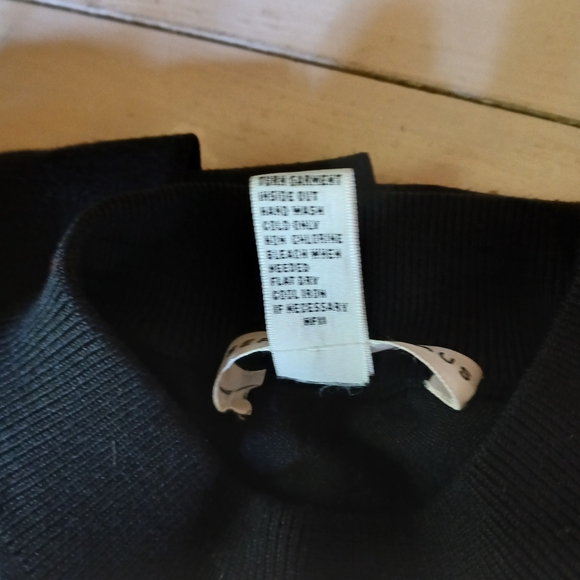 TURN GARMENT
INSIDE OUT
HAND WASH
COLD ONLY
NON CHLORINE
BLEACH WHEN
NEEDED
FLAT DRY
COOL IRON
IF NECESSARY